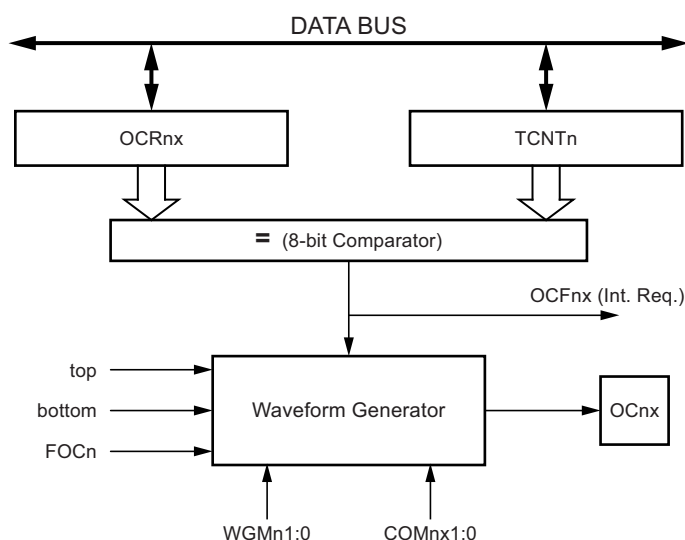 DATA BUS
OCRnx
TCNTn
= (8-bit Comparator)
OCFnx (Int. Req.)
top
bottom
FOCn
Waveform Generator
OCnx
WGMn1:0
COMnx1:0